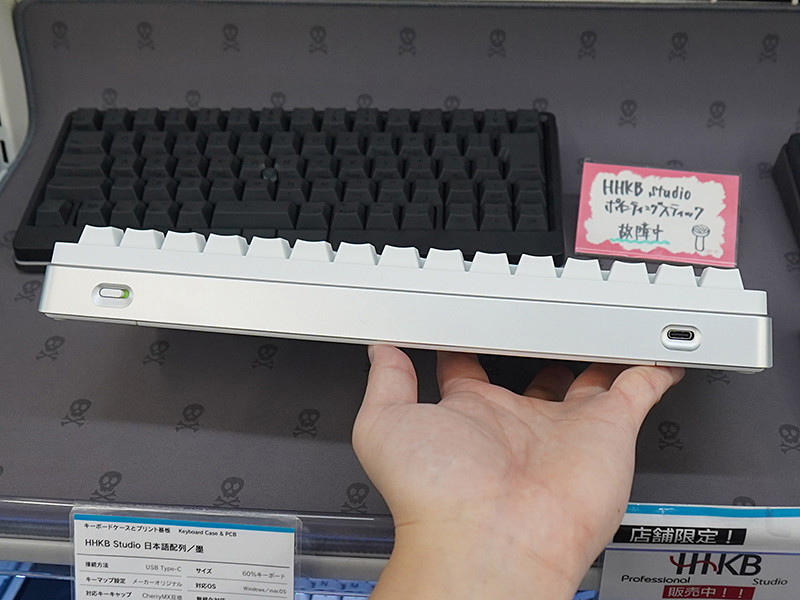 HHKB studio
ポインティングスティック
故障中
キーボードケースとプリント基板 Keyboard Case & PCB
HHKB Studio 日本語配列／墨
接続方法 USB Type-C サイズ 60%キーボード
キーマップ設定 メーカーオリジナル 対応OS Windows／macOS
対応キーキャップ CherryMX互換
店舗限定！
HHKB
Professional Studio
販売中！！